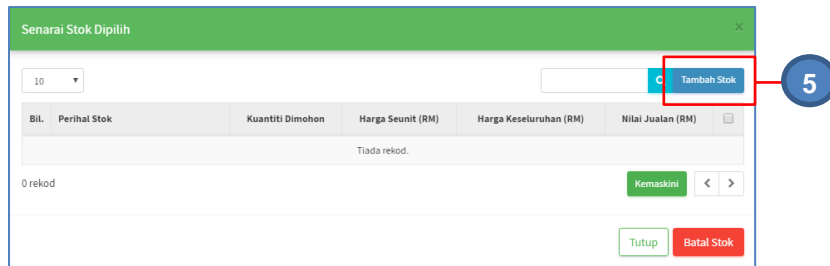 Senarai Stok Dipilih ×
10 Tambah Stok
5
Bil. Perihal Stok Kuantiti Dimohon Harga Seunit (RM) Harga Keseluruhan (RM) Nilai Jualan (RM)
Tiada rekod.
0 rekod Kemaskini < >
Tutup Batal Stok